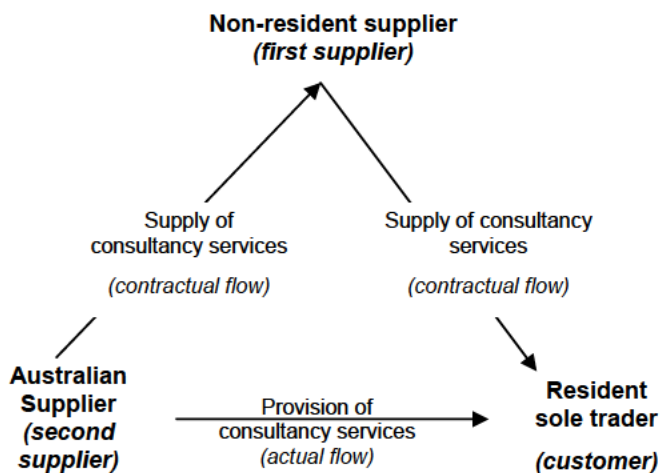 Non-resident supplier
(first supplier)
Supply of
consultancy services
(contractual flow)
Supply of consultancy
services
(contractual flow)
Australian
Supplier
(second
supplier)
Provision of
consultancy services
(actual flow)
Resident
sole trader
(customer)